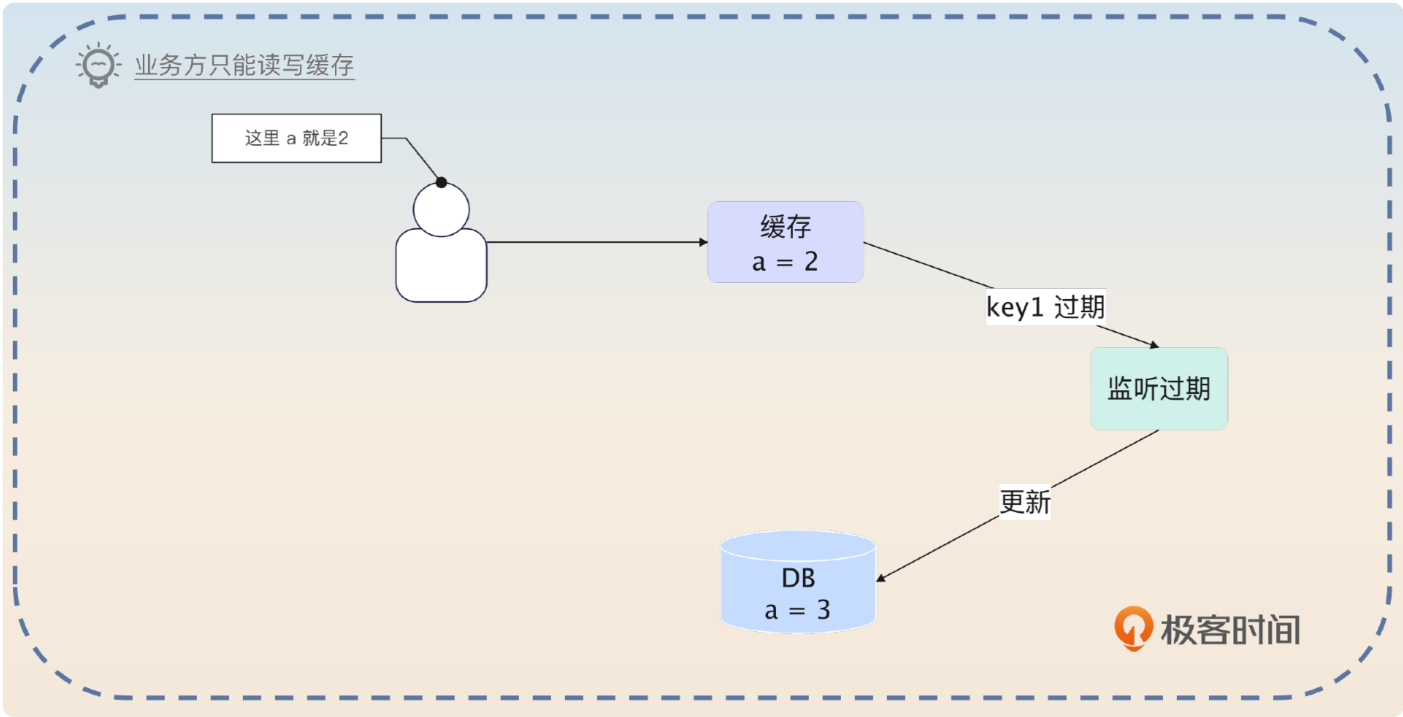 业务方只能读写缓存
这里 a 就是2
缓存
a = 2
key1 过期
监听过期
更新
DB
a = 3
极客时间